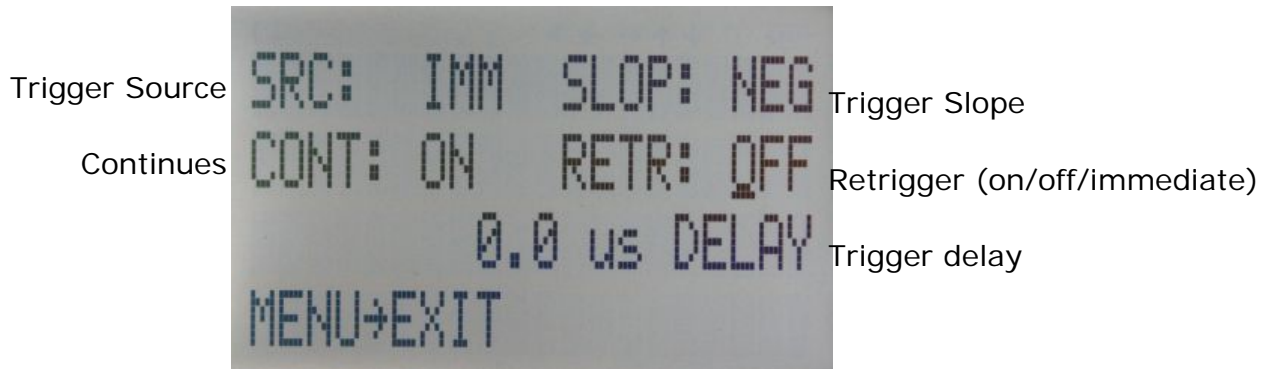 Trigger Source SRC: IMM SLOP: NEG Trigger Slope
Continues CONT: ON RETR: OFF Retrigger (on/off/immediate)
0.0 us DELAY Trigger delay
MENU→EXIT